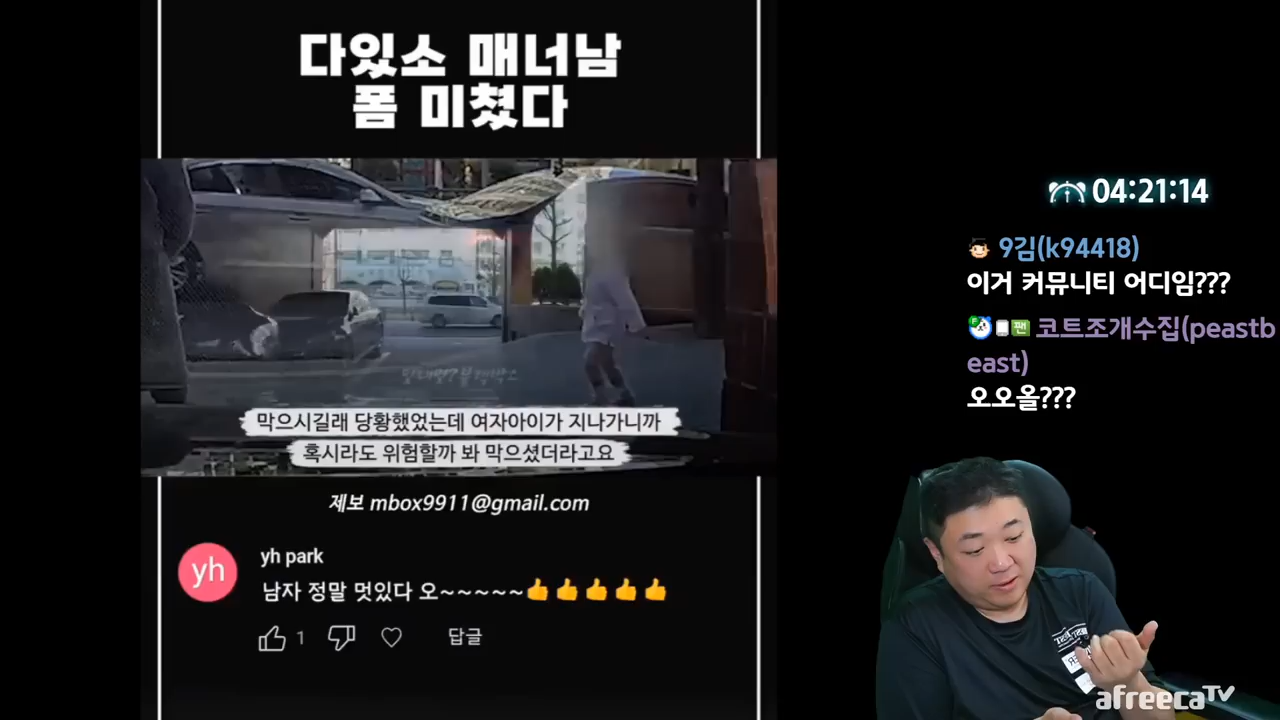 다있소 매너남
폼 미쳤다
막으시길래 당황했었는데 여자아이가 지나가니까
혹시라도 위험할까 봐 막으셨더라고요
제보 mbox9911@gmail.com
yh
yh park
남자 정말 멋있다 오~~~~~👍👍👍👍👍
1
답글
04:21:14
9김(k94418)
이거 커뮤니티 어디임???
F 팬 코트조개수집(peastb
east)
오오올???
afreecaTV